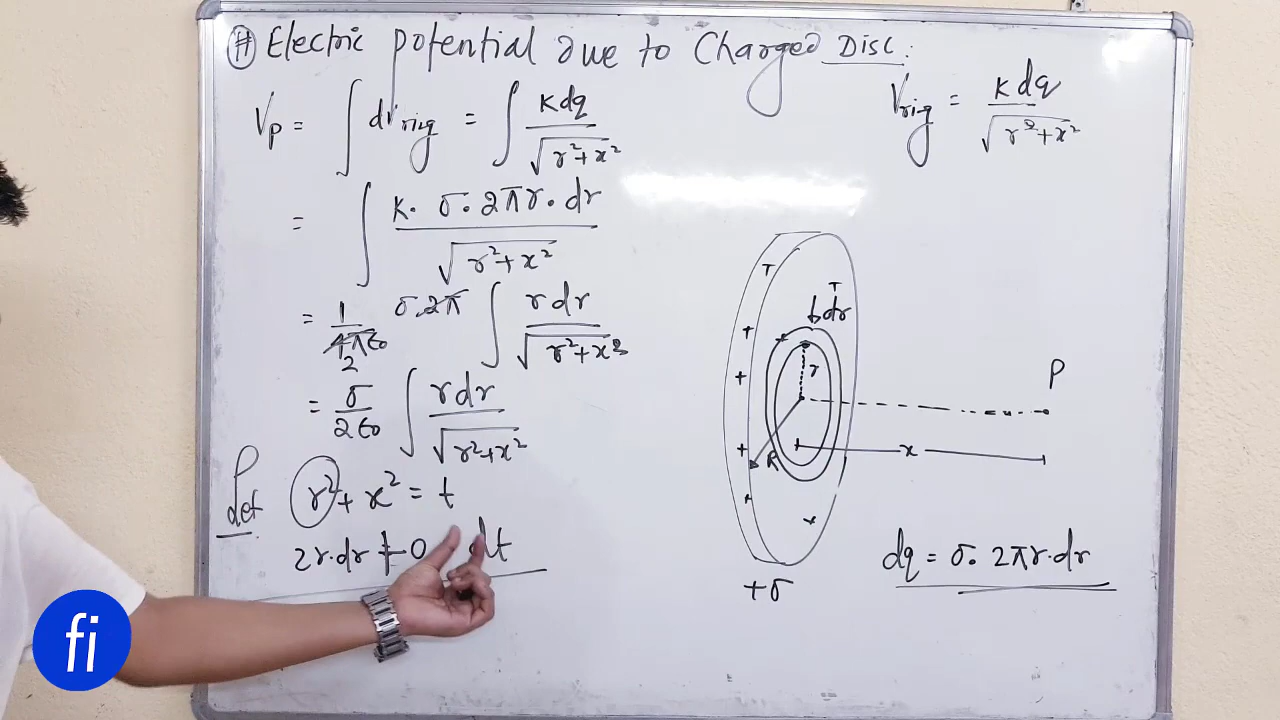 # Electric potential due to Charged Disc:
Vp = ∫ dVring = ∫ Kdq / √(r²+x²)
= ∫ K. σ. 2πr. dr / √(r²+x²)
= 1/4πε₀ σ.2π ∫ rdr / √(r²+x²)
2
= σ/2ε₀ ∫ rdr / √(r²+x²)
Let r² + x² = t
2r.dr + 0 dt
Vring = Kdq / √(r²+x²)
dr
r
R
P
x
+σ
dq = σ. 2πr.dr
fi